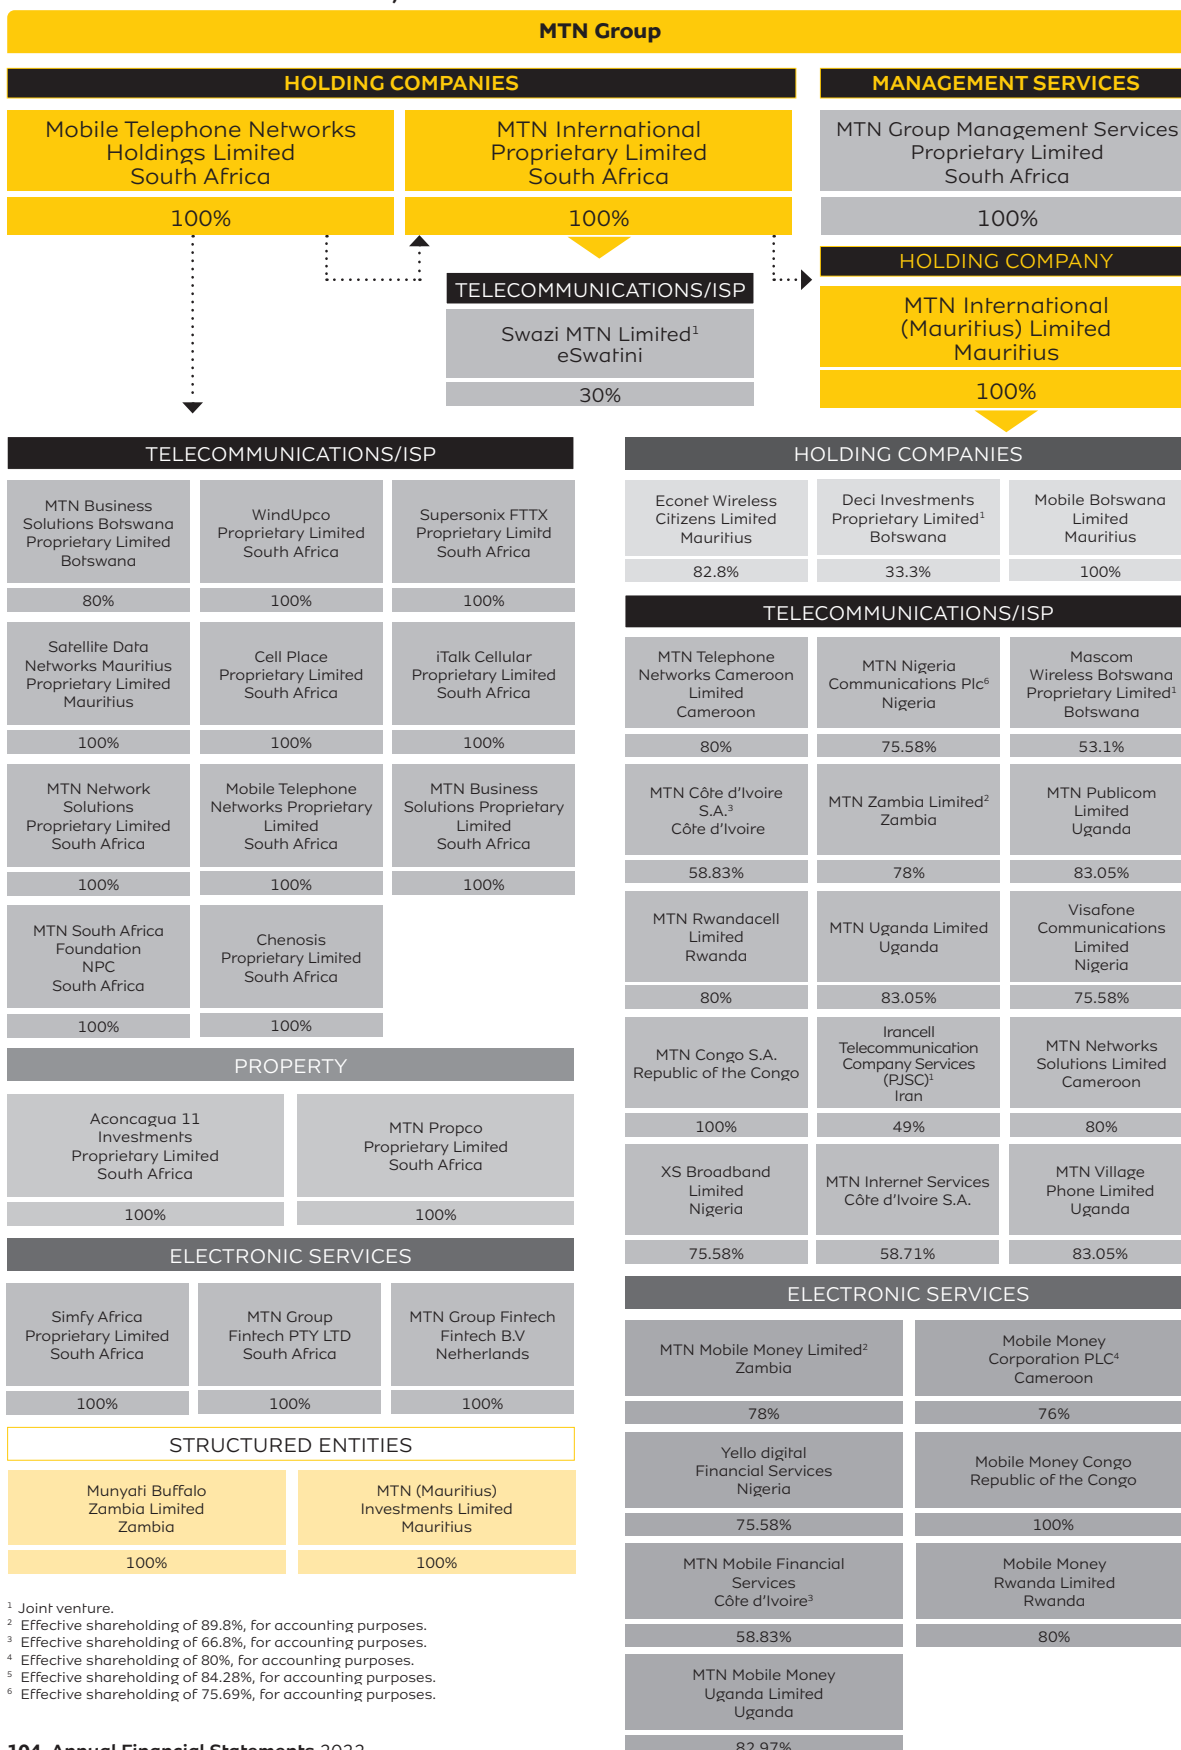 MTN Group
HOLDING COMPANIES
MANAGEMENT SERVICES
Mobile Telephone Networks
Holdings Limited
South Africa
100%
MTN International
Proprietary Limited
South Africa
100%
MTN Group Management Services
Proprietary Limited
South Africa
100%
TELECOMMUNICATIONS/ISP
Swazi MTN Limited¹
eSwatini
30%
HOLDING COMPANY
MTN International
(Mauritius) Limited
Mauritius
100%
TELECOMMUNICATIONS/ISP
MTN Business
Solutions Botswana
Proprietary Limited
Botswana
80%
WindUpco
Proprietary Limited
South Africa
100%
Supersonix FTTX
Proprietary Limitd
South Africa
100%
Satellite Data
Networks Mauritius
Proprietary Limited
Mauritius
100%
Cell Place
Proprietary Limited
South Africa
100%
iTalk Cellular
Proprietary Limited
South Africa
100%
MTN Network
Solutions
Proprietary Limited
South Africa
100%
Mobile Telephone
Networks Proprietary
Limited
South Africa
100%
MTN Business
Solutions Proprietary
Limited
South Africa
100%
MTN South Africa
Foundation
NPC
South Africa
100%
Chenosis
Proprietary Limited
South Africa
100%
PROPERTY
Aconcagua 11
Investments
Proprietary Limited
South Africa
100%
MTN Propco
Proprietary Limited
South Africa
100%
ELECTRONIC SERVICES
Simfy Africa
Proprietary Limited
South Africa
100%
MTN Group
Fintech PTY LTD
South Africa
100%
MTN Group Fintech
Fintech B.V
Netherlands
100%
STRUCTURED ENTITIES
Munyati Buffalo
Zambia Limited
Zambia
100%
MTN (Mauritius)
Investments Limited
Mauritius
100%
HOLDING COMPANIES
Econet Wireless
Citizens Limited
Mauritius
82.8%
Deci Investments
Proprietary Limited¹
Botswana
33.3%
Mobile Botswana
Limited
Mauritius
100%
TELECOMMUNICATIONS/ISP
MTN Telephone
Networks Cameroon
Limited
Cameroon
80%
MTN Nigeria
Communications Plc⁶
Nigeria
75.58%
Mascom
Wireless Botswana
Proprietary Limited¹
Botswana
53.1%
MTN Côte d'Ivoire
S.A.³
Côte d'Ivoire
58.83%
MTN Zambia Limited²
Zambia
78%
MTN Publicom
Limited
Uganda
83.05%
MTN Rwandacell
Limited
Rwanda
80%
MTN Uganda Limited
Uganda
83.05%
Visafone
Communications
Limited
Nigeria
75.58%
MTN Congo S.A.
Republic of the Congo
100%
Irancell
Telecommunication
Company Services
(PJSC)¹
Iran
49%
MTN Networks
Solutions Limited
Cameroon
80%
XS Broadband
Limited
Nigeria
75.58%
MTN Internet Services
Côte d'Ivoire S.A.
58.71%
MTN Village
Phone Limited
Uganda
83.05%
ELECTRONIC SERVICES
MTN Mobile Money Limited²
Zambia
78%
Mobile Money
Corporation PLC⁴
Cameroon
76%
Yello digital
Financial Services
Nigeria
75.58%
Mobile Money Congo
Republic of the Congo
100%
MTN Mobile Financial
Services
Côte d'Ivoire³
58.83%
Mobile Money
Rwanda Limited
Rwanda
80%
MTN Mobile Money
Uganda Limited
Uganda
82.97%
¹ Joint venture.
² Effective shareholding of 89.8%, for accounting purposes.
³ Effective shareholding of 66.8%, for accounting purposes.
⁴ Effective shareholding of 80%, for accounting purposes.
⁵ Effective shareholding of 84.28%, for accounting purposes.
⁶ Effective shareholding of 75.69%, for accounting purposes.
104 Annual Financial Statements